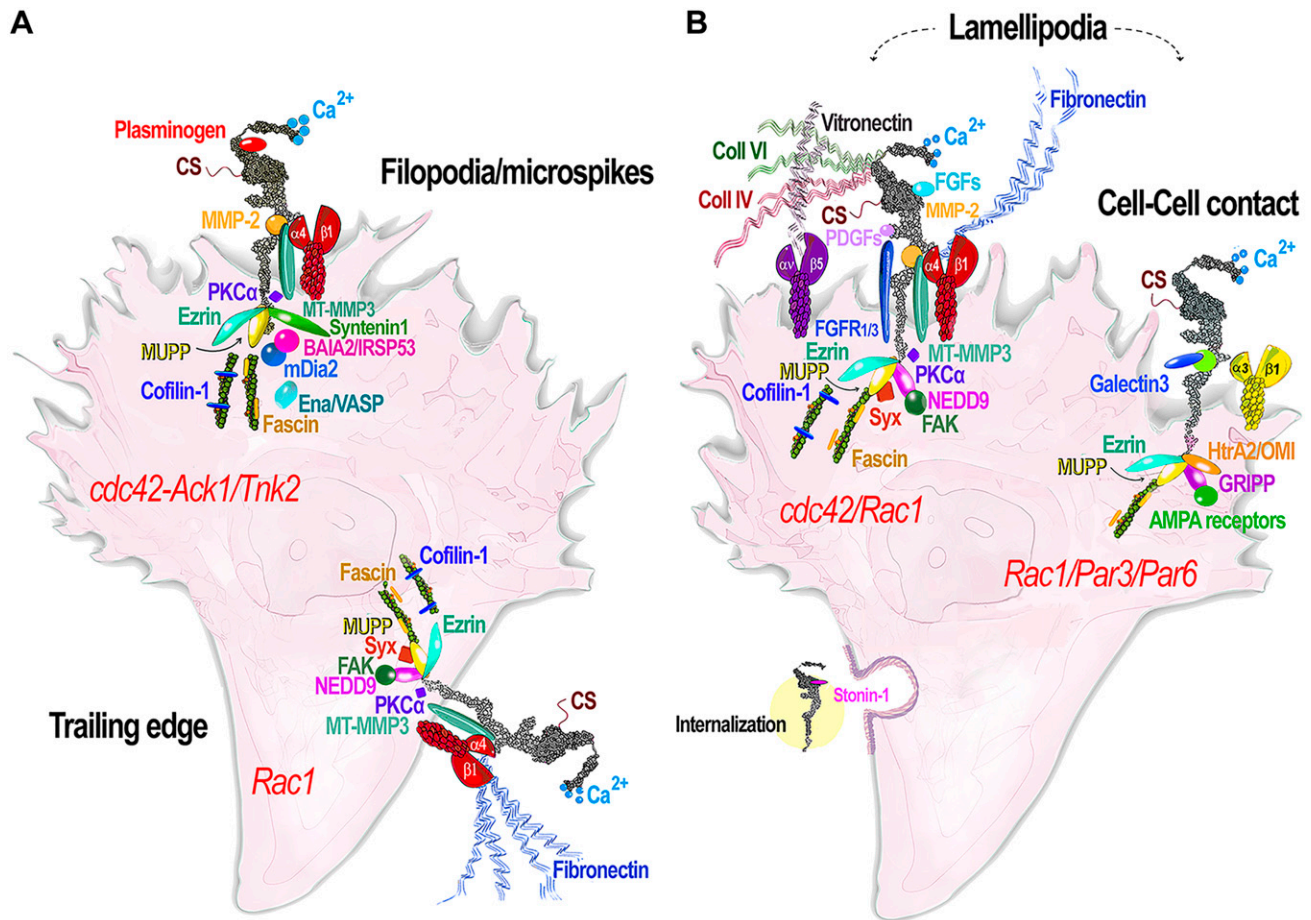 A
Ca2+
Plasminogen
CS
Filopodia/microspikes
MMP-2
α4
β1
PKCα
MT-MMP3
Ezrin
Syntenin1
MUPP
BAIA2/IRSP53
mDia2
Cofilin-1
Ena/VASP
Fascin
cdc42-Ack1/Tnk2
Cofilin-1
Fascin
MUPP
Ezrin
Syx
FAK
NEDD9
PKCα
CS
MT-MMP3
Trailing edge
α4
β1
Rac1
Ca2+
Fibronectin
B
Lamellipodia
Fibronectin
Vitronectin
Ca2+
Coll VI
FGFs
Coll IV
CS
MMP-2
Cell-Cell contact
PDGFs
αν
β5
α4
β1
Ca2+
CS
FGFR1/3
MT-MMP3
Ezrin
MUPP
PKCα
Galectin3
α3
β1
Cofilin-1
NEDD9
Syx
FAK
Fascin
Ezrin
HtrA2/OMI
MUPP
GRIPP
cdc42/Rac1
AMPA receptors
Rac1/Par3/Par6
Stonin-1
Internalization